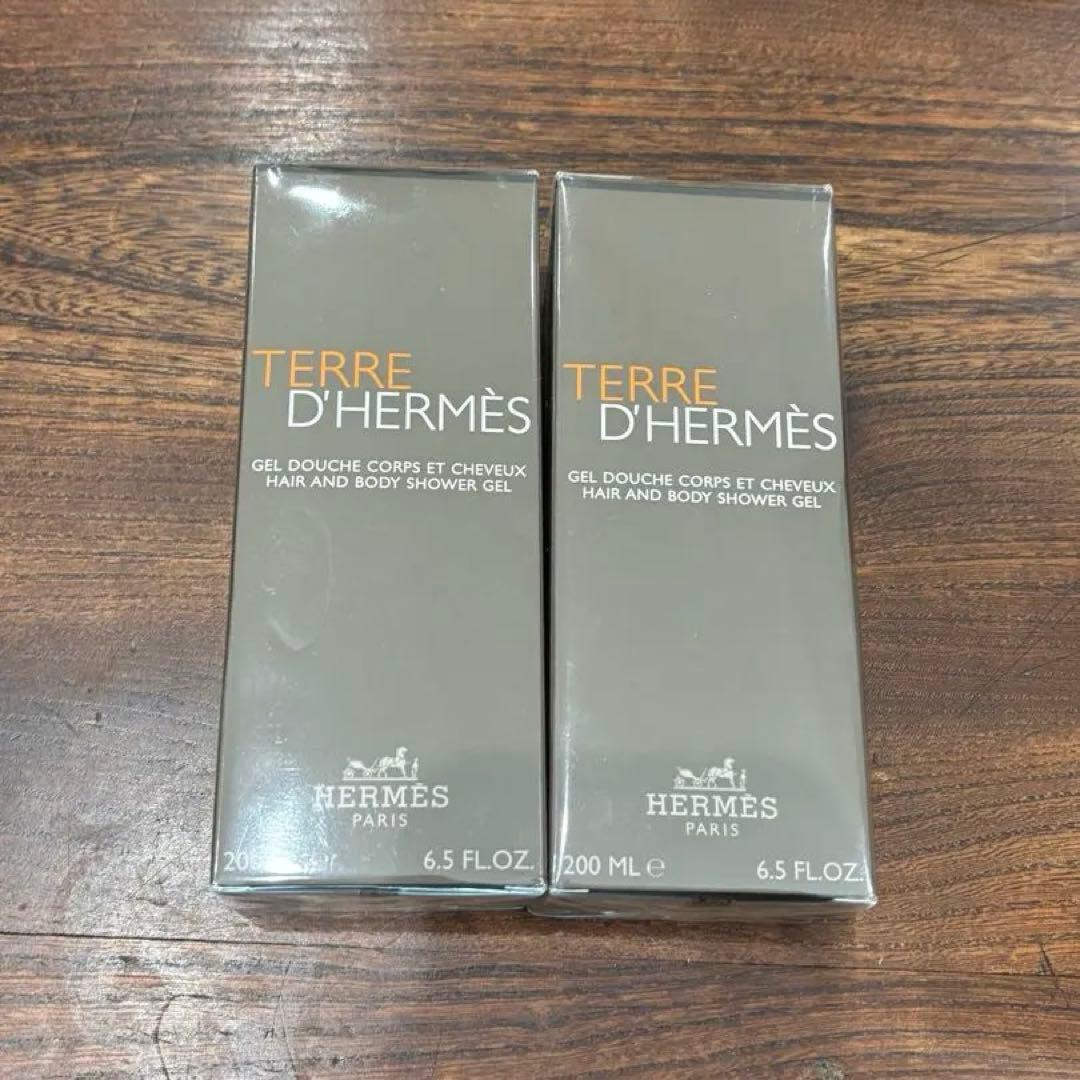 TERRE
D'HERMÈS
GEL DOUCHE CORPS ET CHEVEUX
HAIR AND BODY SHOWER GEL
HERMÈS
PARIS
6.5 FL.OZ.
TERRE
D'HERMÈS
GEL DOUCHE CORPS ET CHEVEUX
HAIR AND BODY SHOWER GEL
HERMÈS
PARIS
200 ML ℮ 6.5 FL.OZ.